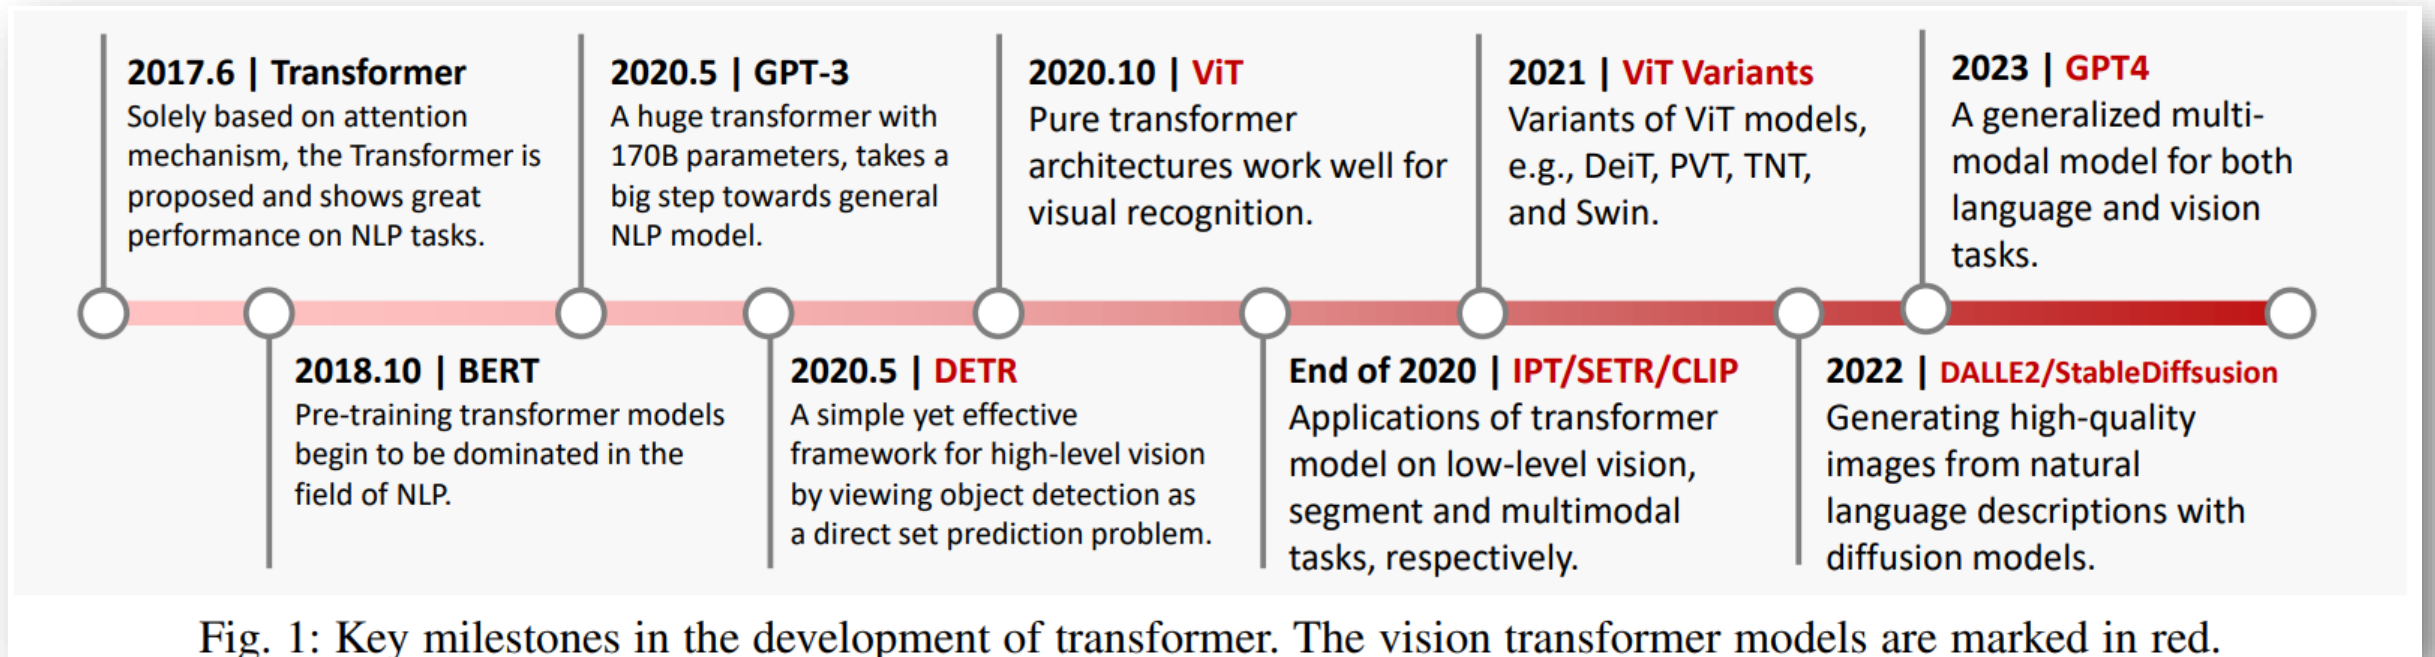 2017.6 | Transformer
Solely based on attention
mechanism, the Transformer is
proposed and shows great
performance on NLP tasks.
2018.10 | BERT
Pre-training transformer models
begin to be dominated in the
field of NLP.
2020.5 | GPT-3
A huge transformer with
170B parameters, takes a
big step towards general
NLP model.
2020.5 | DETR
A simple yet effective
framework for high-level vision
by viewing object detection as
a direct set prediction problem.
2020.10 | ViT
Pure transformer
architectures work well for
visual recognition.
End of 2020 | IPT/SETR/CLIP
Applications of transformer
model on low-level vision,
segment and multimodal
tasks, respectively.
2021 | ViT Variants
Variants of ViT models,
e.g., DeiT, PVT, TNT,
and Swin.
2022 | DALLE2/StableDiffsusion
Generating high-quality
images from natural
language descriptions with
diffusion models.
2023 | GPT4
A generalized multi-
modal model for both
language and vision
tasks.
Fig. 1: Key milestones in the development of transformer. The vision transformer models are marked in red.